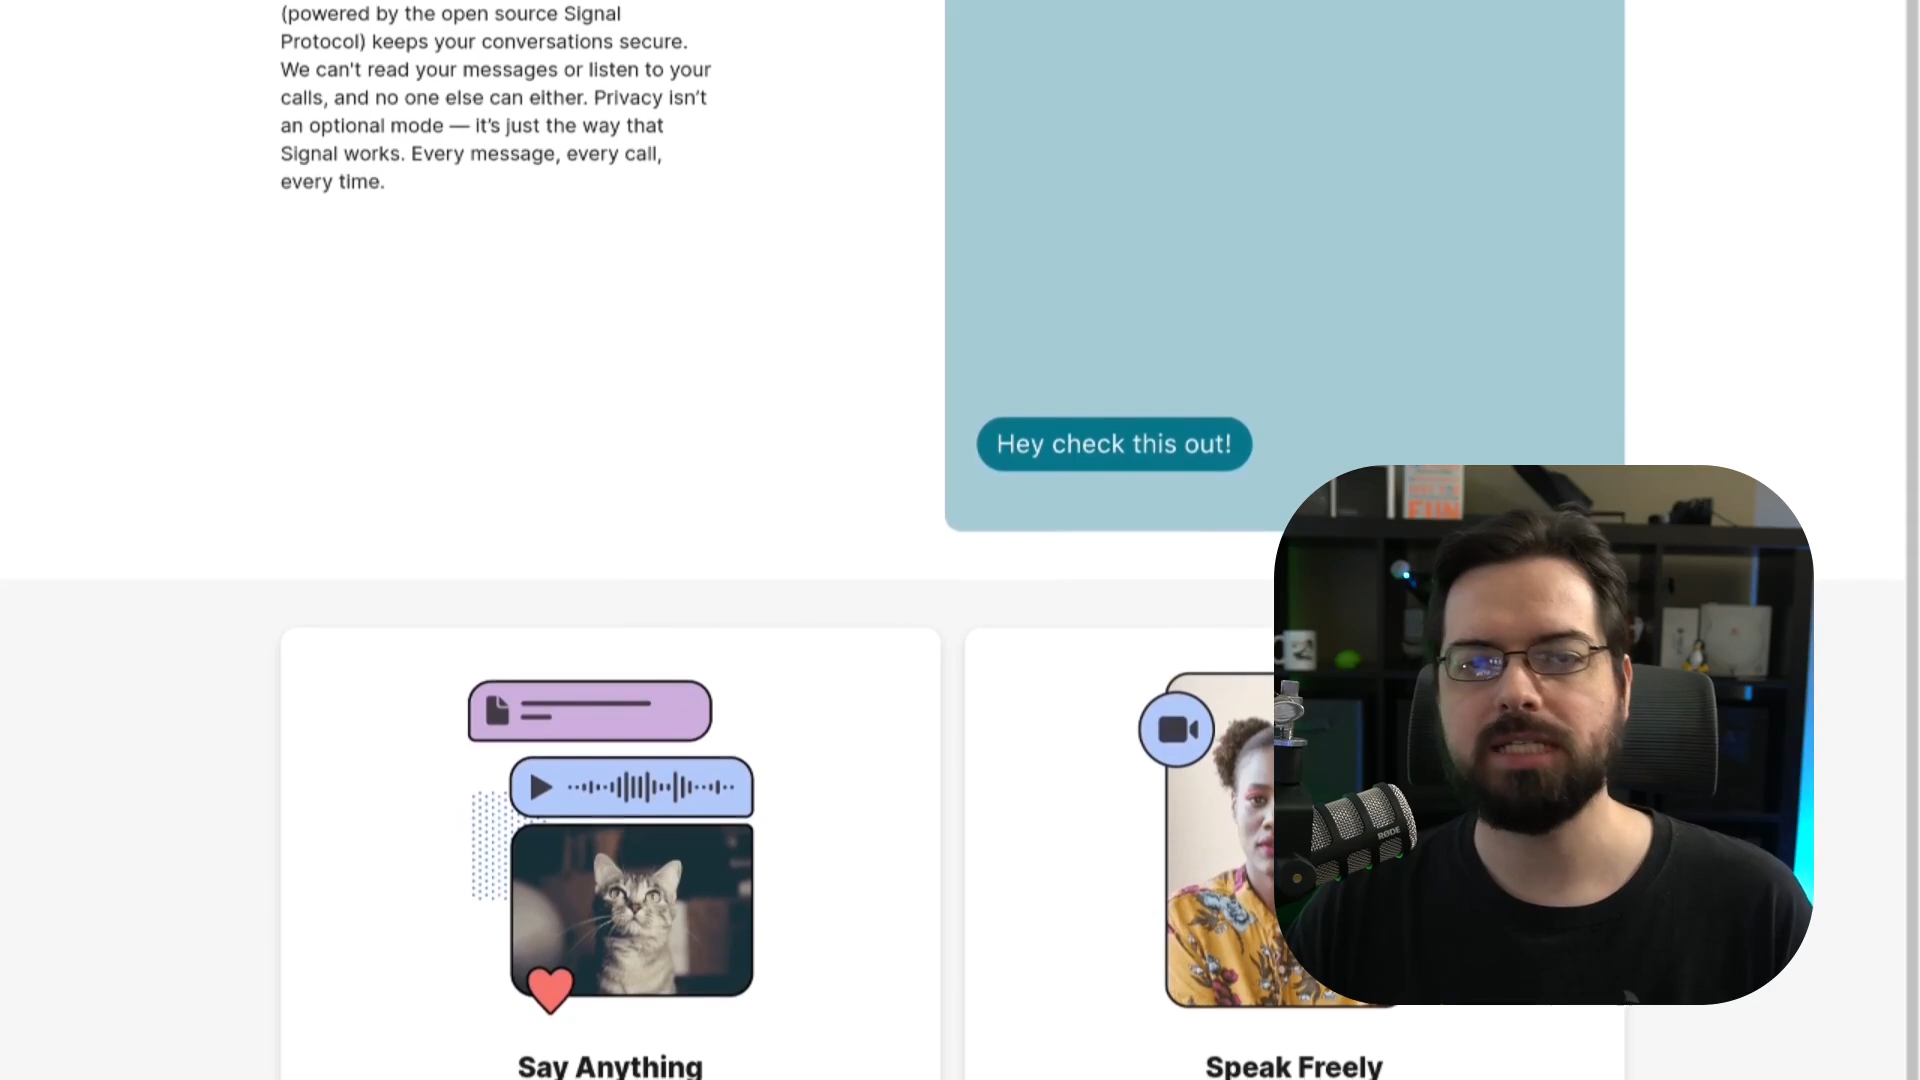 (powered by the open source Signal
Protocol) keeps your conversations secure.
We can't read your messages or listen to your
calls, and no one else can either. Privacy isn’t
an optional mode — it’s just the way that
Signal works. Every message, every call,
every time.
Hey check this out!
FUN
RØDE
Say Anything
Speak Freely